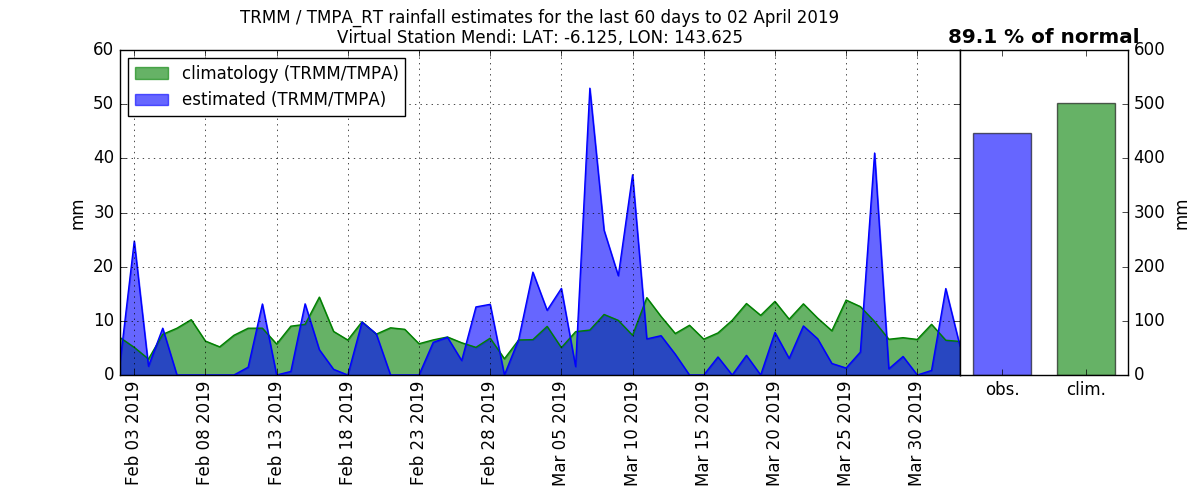 TRMM / TMPA_RT rainfall estimates for the last 60 days to 02 April 2019
Virtual Station Mendi: LAT: -6.125, LON: 143.625
89.1 % of normal
climatology (TRMM/TMPA)
estimated (TRMM/TMPA)
60
50
40
30
20
10
0
mm
Feb 03 2019
Feb 08 2019
Feb 13 2019
Feb 18 2019
Feb 23 2019
Feb 28 2019
Mar 05 2019
Mar 10 2019
Mar 15 2019
Mar 20 2019
Mar 25 2019
Mar 30 2019
obs.
clim.
600
500
400
300
200
100
0
mm